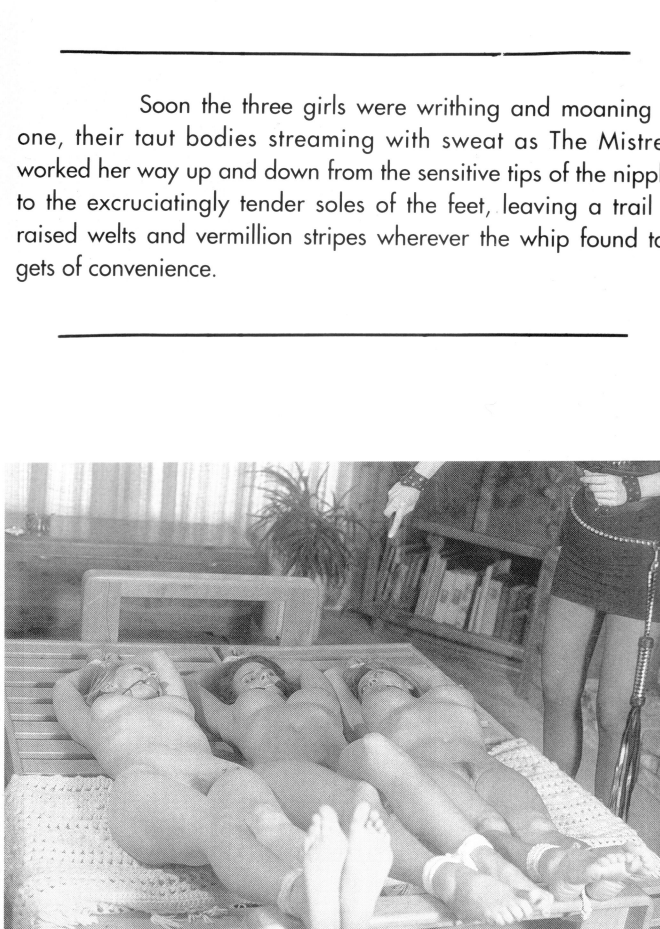 Soon the three girls were writhing and moaning
one, their taut bodies streaming with sweat as The Mistre
worked her way up and down from the sensitive tips of the nippl
to the excruciatingly tender soles of the feet, leaving a trail
raised welts and vermillion stripes wherever the whip found
gets of convenience.